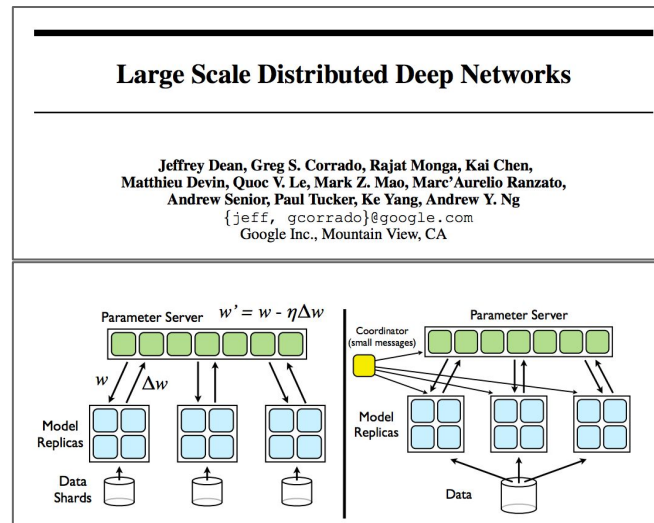 Large Scale Distributed Deep Networks
Jeffrey Dean, Greg S. Corrado, Rajat Monga, Kai Chen,
Matthieu Devin, Quoc V. Le, Mark Z. Mao, Marc'Aurelio Ranzato,
Andrew Senior, Paul Tucker, Ke Yang, Andrew Y. Ng
{jeff, gcorrado}@google.com
Google Inc., Mountain View, CA
Parameter Server w' = w - ηΔw
w Δw
Model
Replicas
Data
Shards
Parameter Server
Coordinator
(small messages)
Model
Replicas
Data